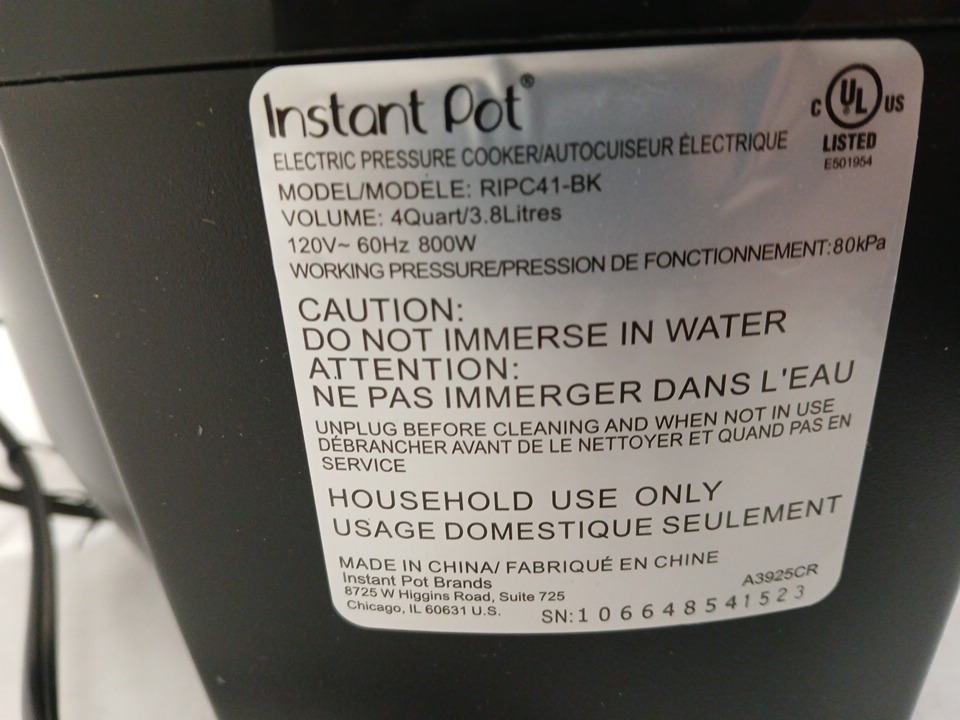 Instant Pot®
C UL US
LISTED
E501954
ELECTRIC PRESSURE COOKER/AUTOCUISEUR ÉLECTRIQUE
MODEL/MODELE: RIPC41-BK
VOLUME: 4Quart/3.8Litres
120V~ 60Hz 800W
WORKING PRESSURE/PRESSION DE FONCTIONNEMENT:80kPa
CAUTION:
DO NOT IMMERSE IN WATER
ATTENTION:
NE PAS IMMERGER DANS L'EAU
UNPLUG BEFORE CLEANING AND WHEN NOT IN USE
DÉBRANCHER AVANT DE LE NETTOYER ET QUAND PAS EN
SERVICE
HOUSEHOLD USE ONLY
USAGE DOMESTIQUE SEULEMENT
MADE IN CHINA/ FABRIQUÉ EN CHINE
Instant Pot Brands
8725 W Higgins Road, Suite 725
Chicago, IL 60631 U.S.
A3925CR
SN:106648541523